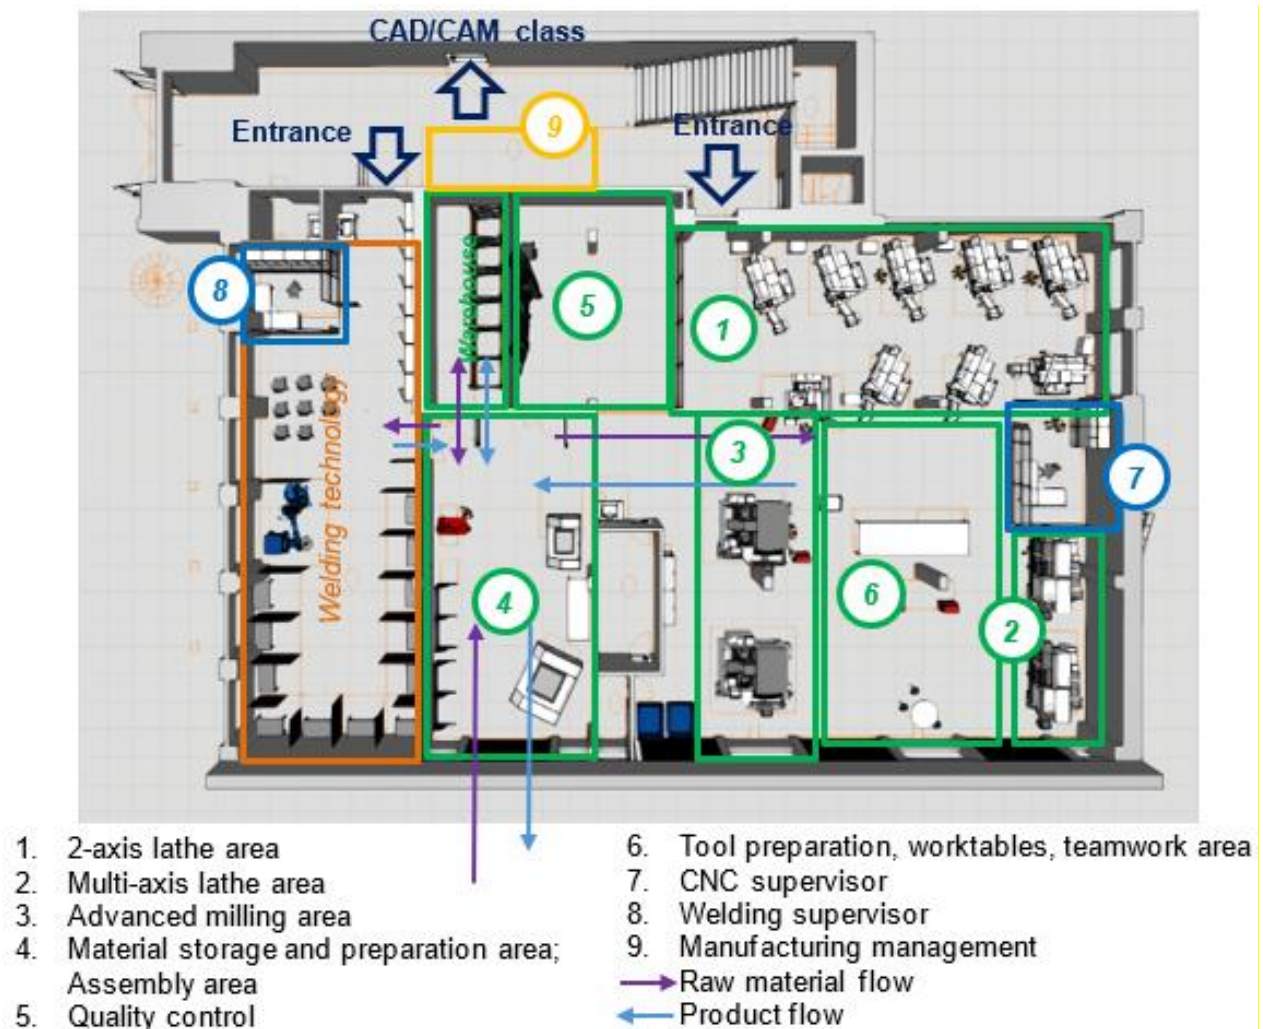 CAD/CAM class
9
Entrance
Entrance
8
Warehouse
5
1
Welding technology
3
7
4
6
2
1. 2-axis lathe area
2. Multi-axis lathe area
3. Advanced milling area
4. Material storage and preparation area;
Assembly area
5. Quality control
6. Tool preparation, worktables, teamwork area
7. CNC supervisor
8. Welding supervisor
9. Manufacturing management
Raw material flow
Product flow